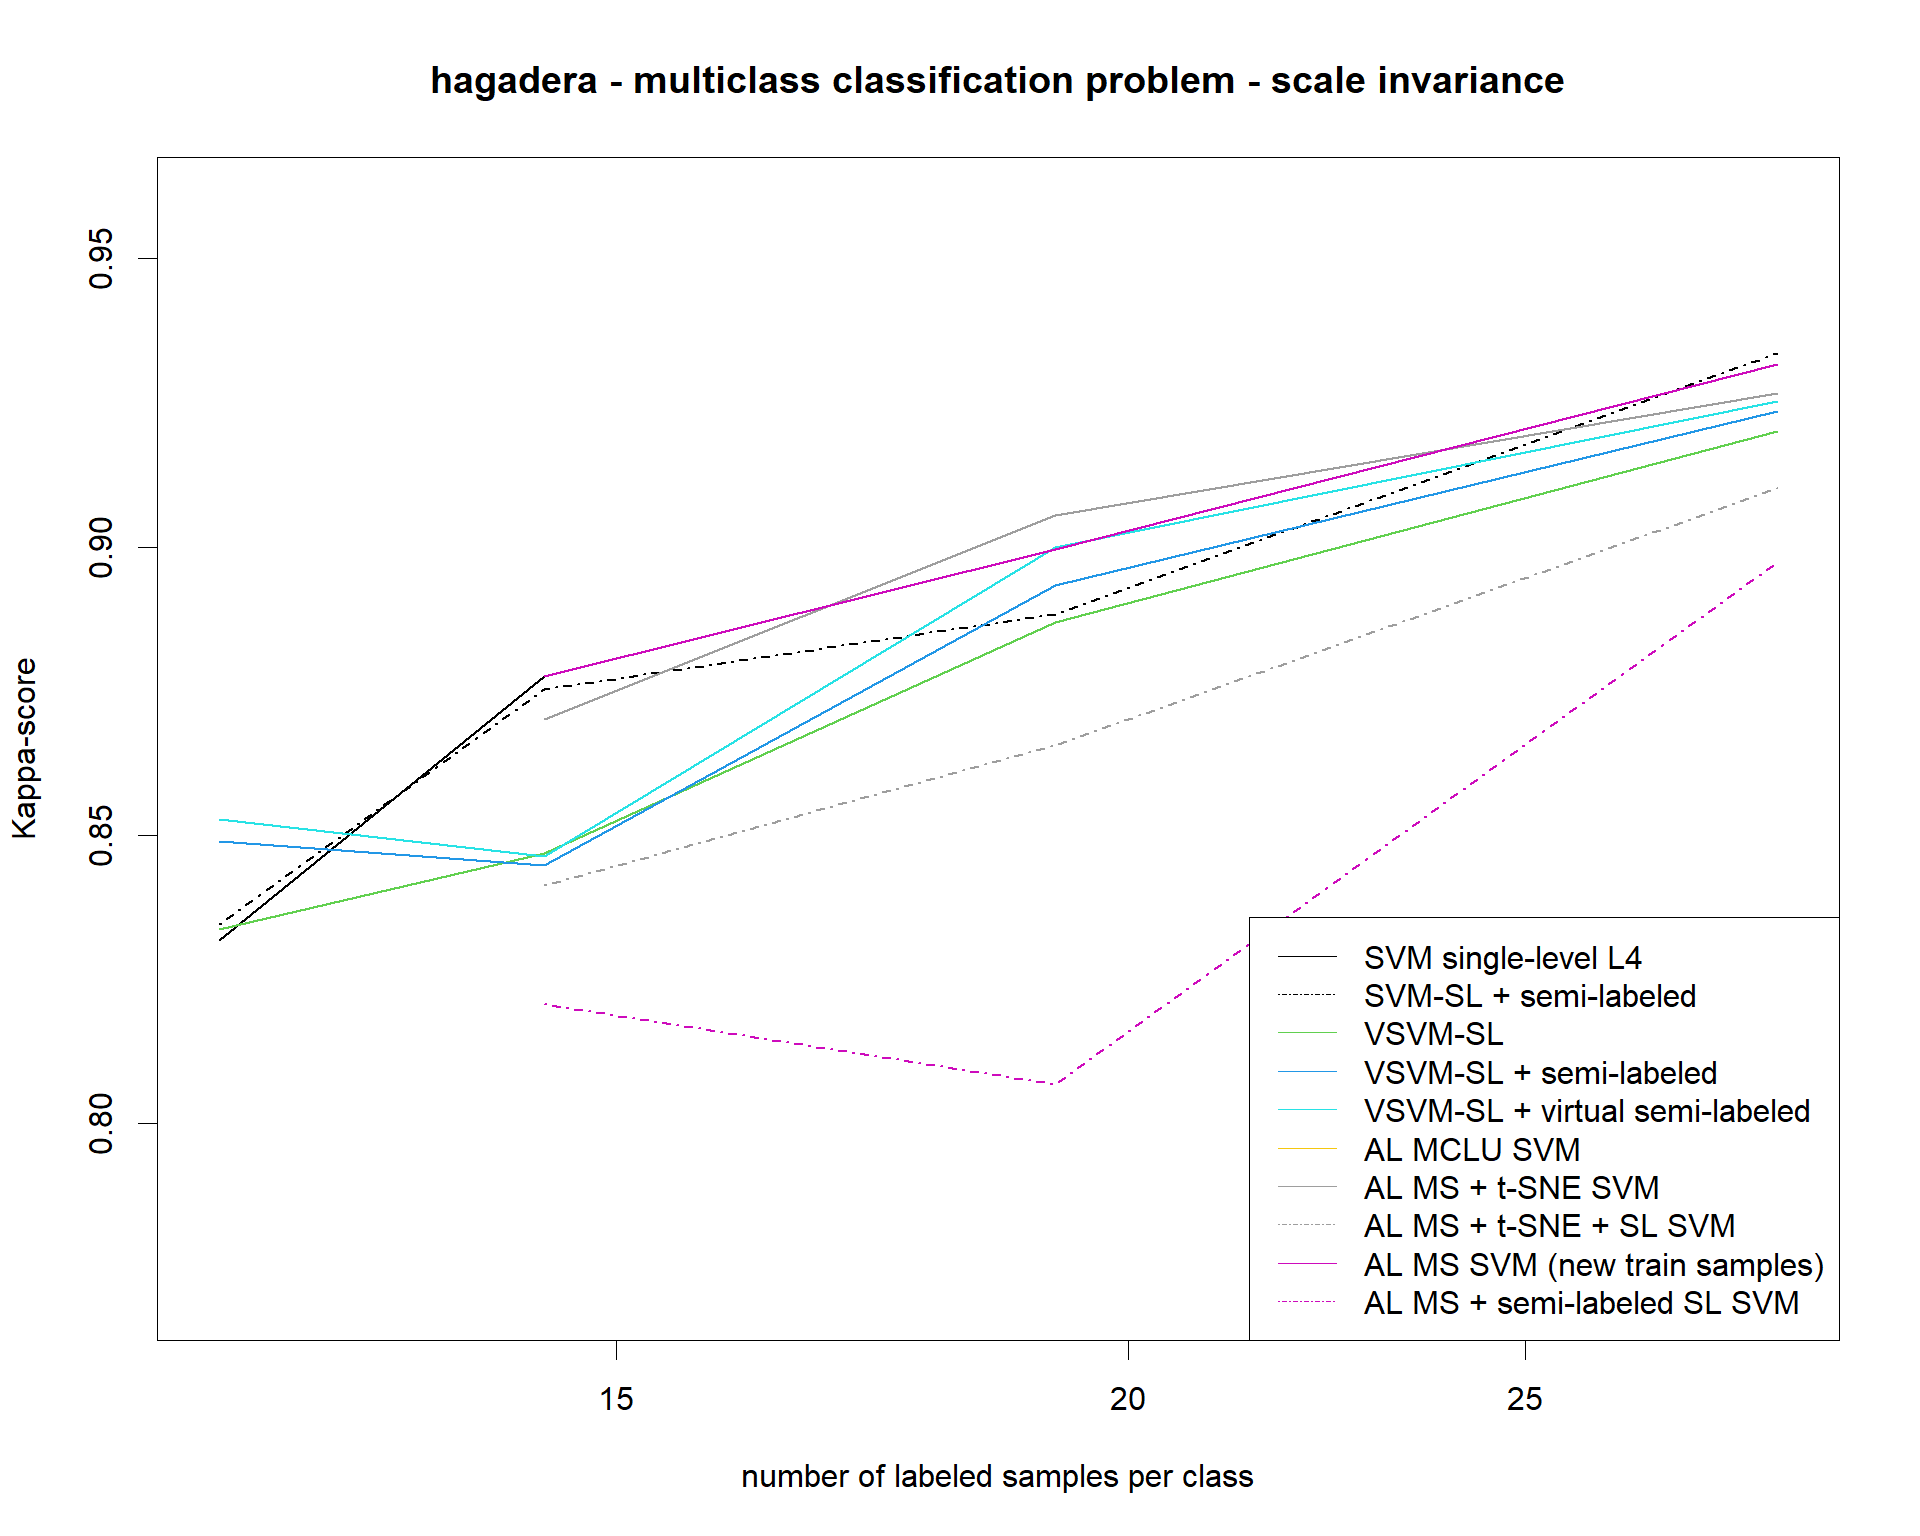 hagadera - multiclass classification problem - scale invariance
0.95
0.90
0.85
0.80
Kappa-score
SVM single-level L4
SVM-SL + semi-labeled
VSVM-SL
VSVM-SL + semi-labeled
VSVM-SL + virtual semi-labeled
AL MCLU SVM
AL MS + t-SNE SVM
AL MS + t-SNE + SL SVM
AL MS SVM (new train samples)
AL MS + semi-labeled SL SVM
15 20 25
number of labeled samples per class